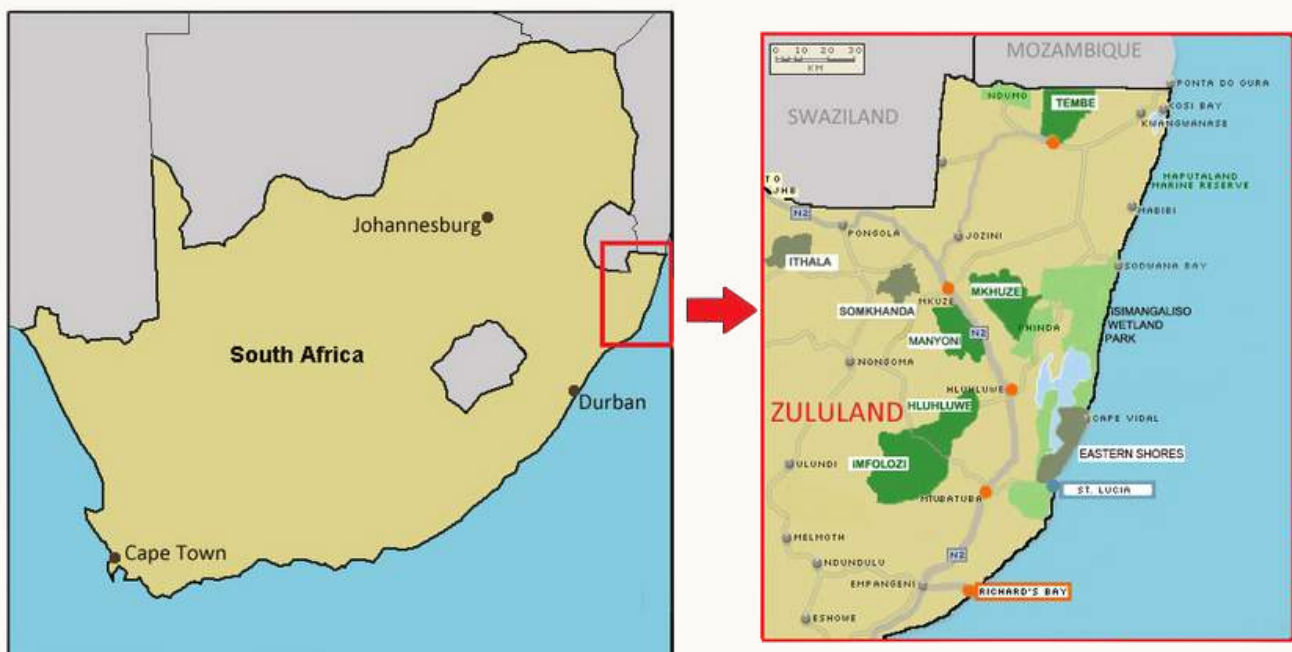 Johannesburg
South Africa
Durban
Cape Town
0 10 20 30
KM
MOZAMBIQUE
SWAZILAND
NDUMO
TEMBE
PONTA DO OURA
KOSI BAY
KWANGWANASE
MAPUTALAND
MARINE RESERVE
TO
JHB
N2
MABIBI
PONGOLA
JOZINI
ITHALA
SODWANA BAY
SOMKHANDA
MKUZE
MKHUZE
ISIMANGALISO
WETLAND
PARK
MANYONI
N2
PHINDA
NONGOMA
HLUHLUWE
ZULULAND
HLUHLUWE
CAPE VIDAL
EASTERN SHORES
IMFOLOZI
ULUNDI
MTUBATUBA
ST. LUCIA
MELMOTH
NDUNDULU
N2
EMPANGENI
RICHARD'S BAY
ESHOWE